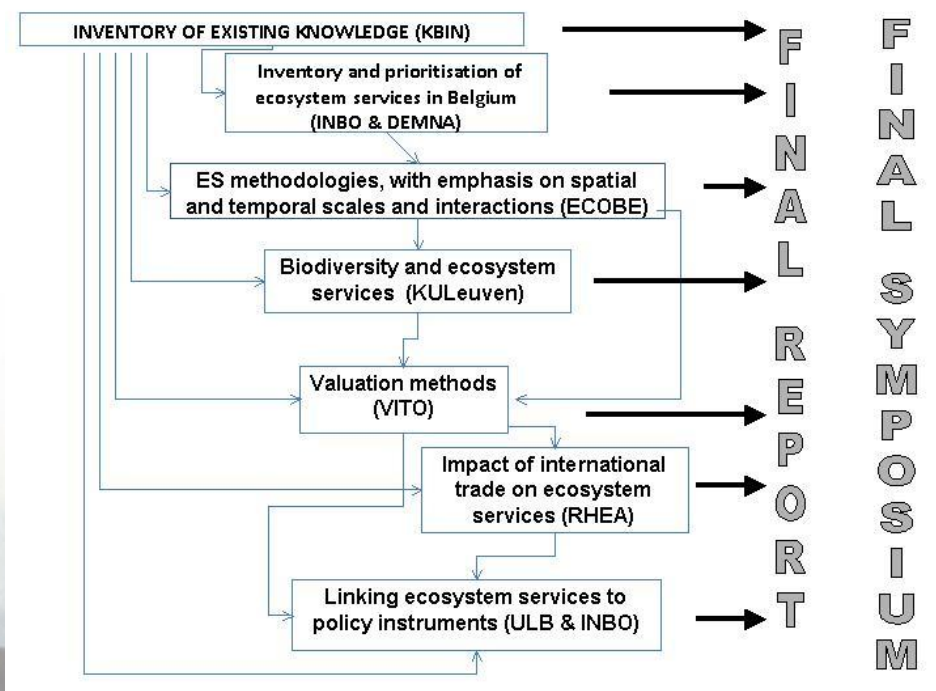 INVENTORY OF EXISTING KNOWLEDGE (KBIN)
Inventory and prioritisation of
ecosystem services in Belgium
(INBO & DEMNA)
ES methodologies, with emphasis on spatial
and temporal scales and interactions (ECOBE)
Biodiversity and ecosystem
services (KULeuven)
Valuation methods
(VITO)
Impact of international
trade on ecosystem
services (RHEA)
Linking ecosystem services to
policy instruments (ULB & INBO)
FINAL REPORT
FINAL SYMPOSIUM